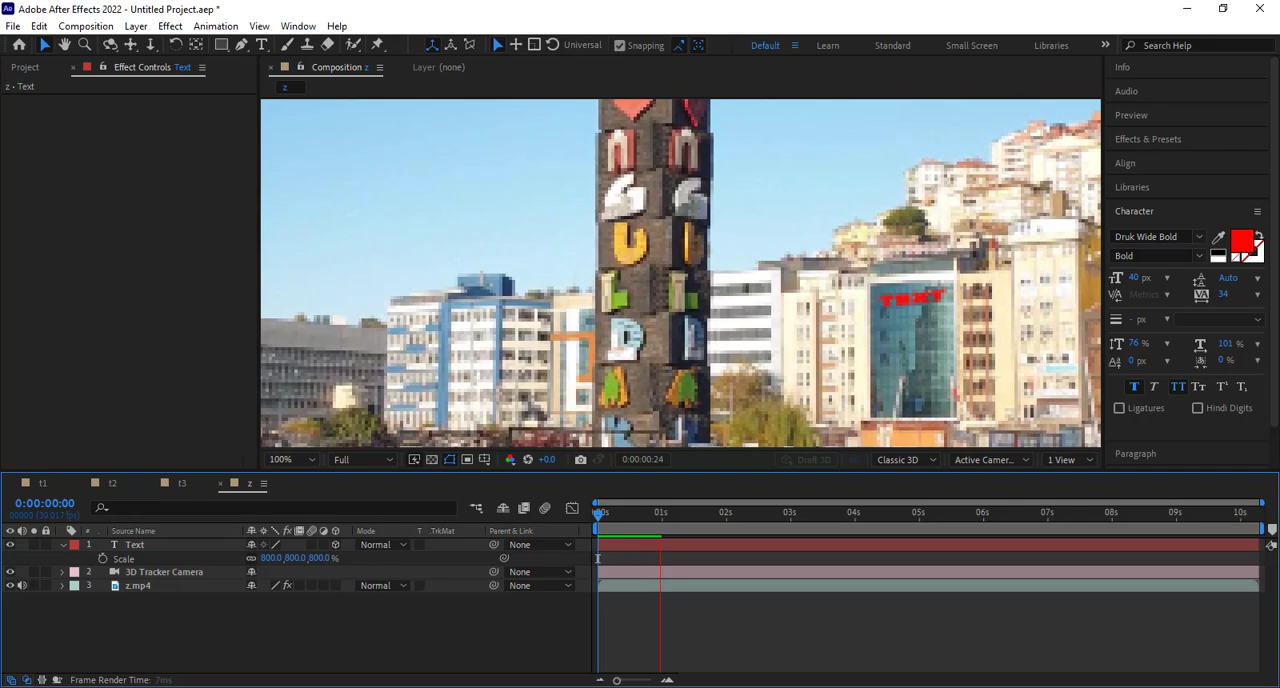 Adobe After Effects 2022 - Untitled Project.aep *
File Edit Composition Layer Effect Animation View Window Help
Universal Snapping Default Learn Standard Small Screen Libraries Search Help
Project Effect Controls Text Composition z Layer (none) Info
z • Text z
Audio
Preview
Effects & Presets
Align
Libraries
Character
Druk Wide Bold
Bold
40 px Auto
Metrics 34
- px
76 % 101 %
0 px 0 %
T T TT TT T¹ T₁
Ligatures Hindi Digits
Paragraph
TEXT
100% Full +0.0 0:00:00:24 Draft 3D Classic 3D Active Camer... 1 View
t1 t2 t3 z
0:00:00:00
00s 01s 02s 03s 04s 05s 06s 07s 08s 09s 10s
# Source Name Mode T .TrkMat Parent & Link
1 T Text Normal None
Scale 800.0,800.0,800.0 %
2 3D Tracker Camera None
3 z.mp4 Normal None
Frame Render Time: 7ms